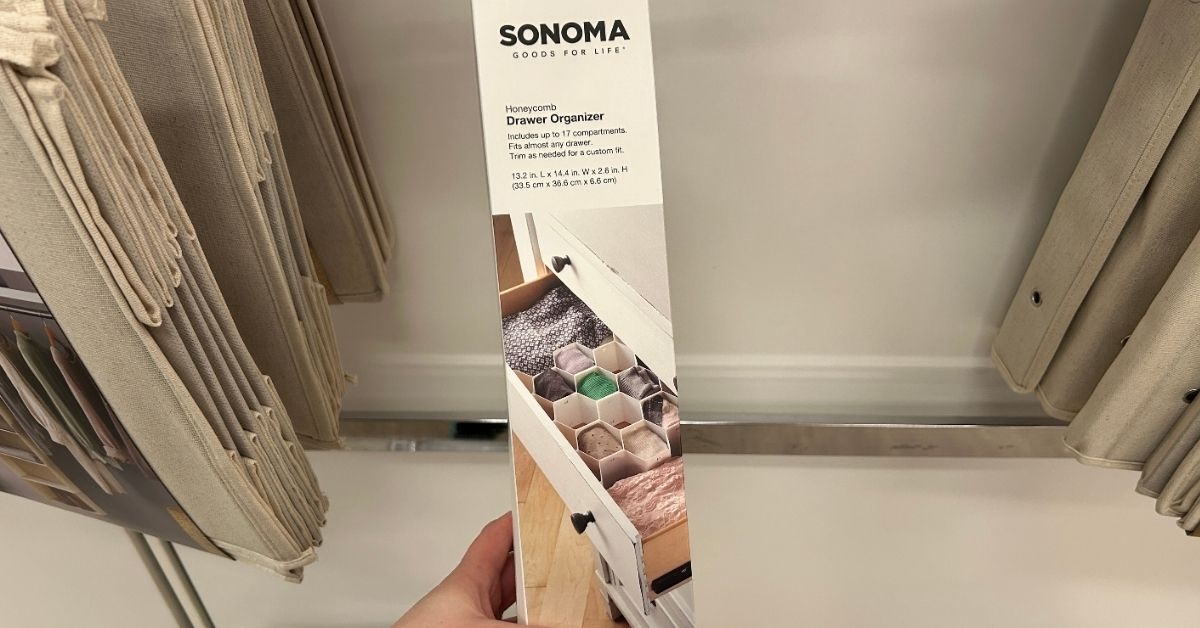 SONOMA
GOODS FOR LIFE
Honeycomb
Drawer Organizer
Includes up to 17 compartments.
Fits almost any drawer.
Trim as needed for a custom fit.
13.2 in. L x 14.4 in. W x 2.6 in. H
(33.5 cm x 36.6 cm x 6.6 cm)